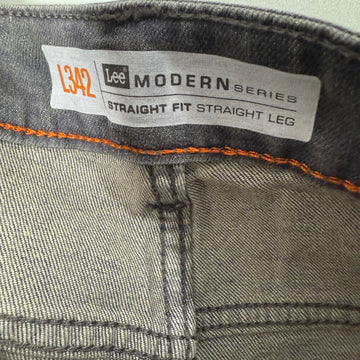 L342
Lee MODERN SERIES
STRAIGHT FIT STRAIGHT LEG